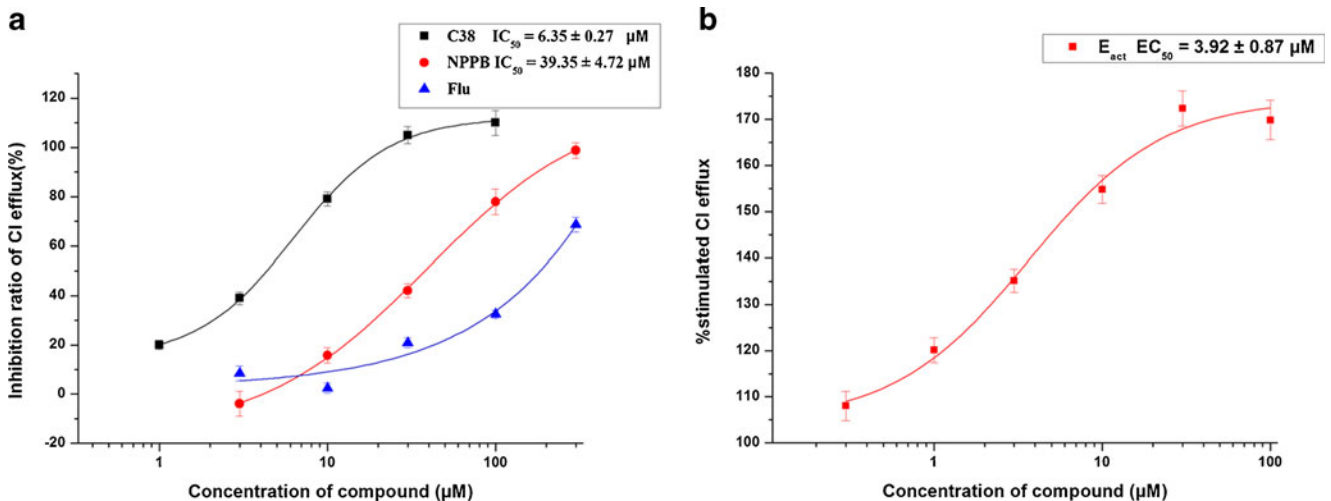 a
C38 IC50 = 6.35 ± 0.27 µM
NPPB IC50 = 39.35 ± 4.72 µM
Flu
Inhibition ratio of Cl efflux(%)
120
100
80
60
40
20
0
-20
1
10
100
Concentration of compound (µM)
b
Eact EC50 = 3.92 ± 0.87 µM
%stimulated Cl efflux
180
170
160
150
140
130
120
110
100
1
10
100
Concentration of compound (µM)